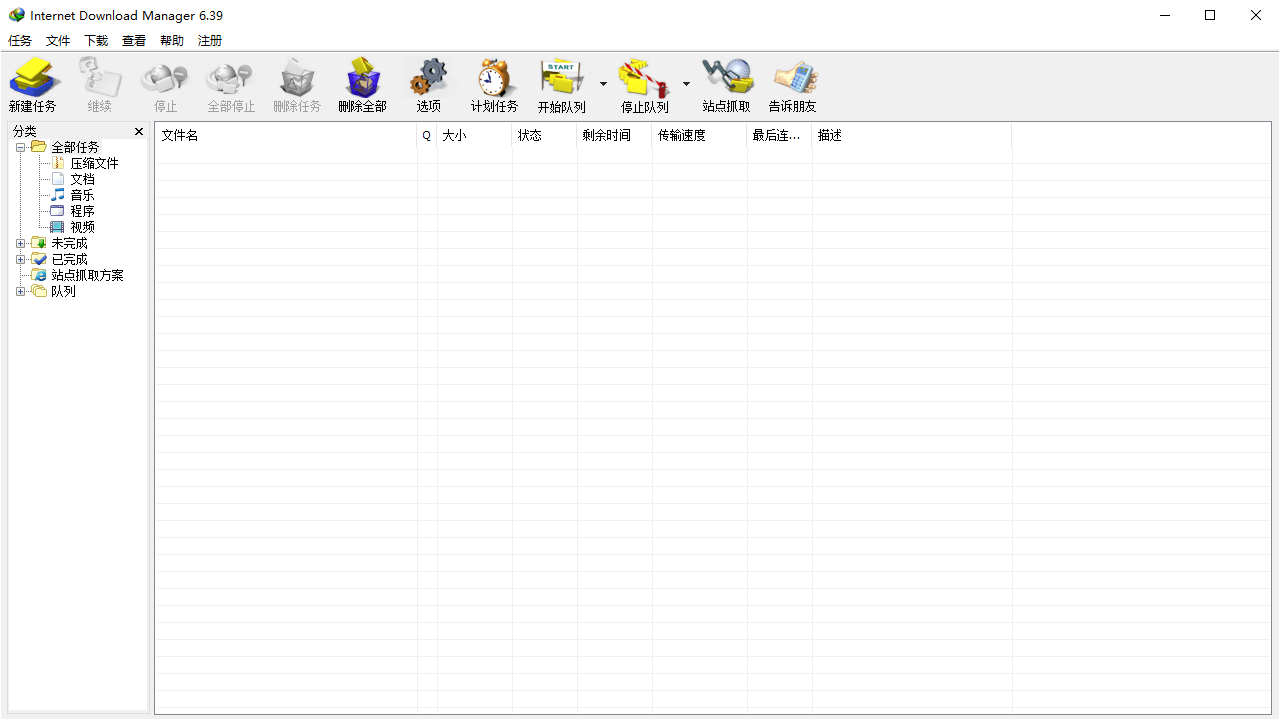 Internet Download Manager 6.39
任务 文件 下载 查看 帮助 注册
START
新建任务 继续 停止 全部停止 删除任务 删除全部 选项 计划任务 开始队列 停止队列 站点抓取 告诉朋友
分类
文件名 Q 大小 状态 剩余时间 传输速度 最后连... 描述
全部任务
压缩文件
文档
音乐
程序
视频
未完成
已完成
站点抓取方案
队列